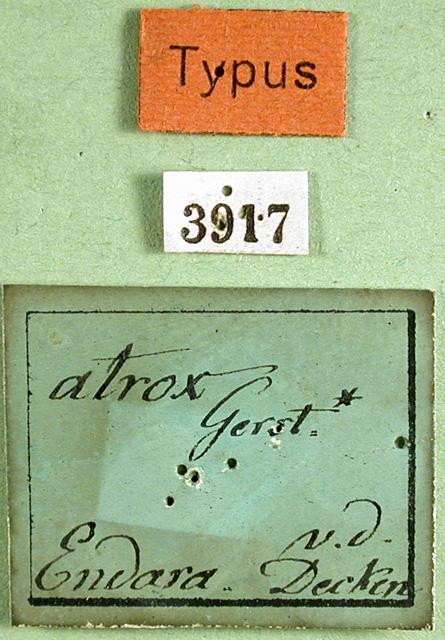 Typus
3917
atrox
Gerst. *
Endara. v. d.
Decken